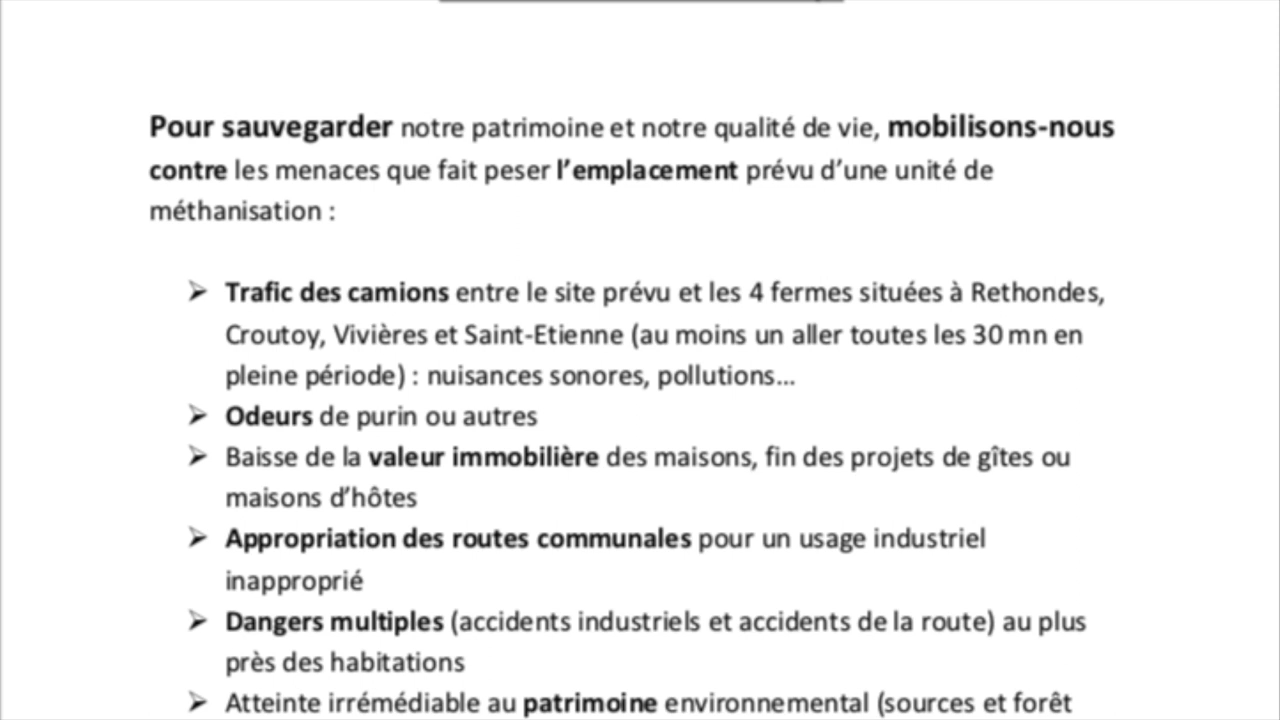 Pour sauvegarder notre patrimoine et notre qualité de vie, mobilisons-nous
contre les menaces que fait peser l’emplacement prévu d’une unité de
méthanisation :
➢ Trafic des camions entre le site prévu et les 4 fermes situées à Rethondes,
Croutoy, Vivières et Saint-Etienne (au moins un aller toutes les 30 mn en
pleine période) : nuisances sonores, pollutions…
➢ Odeurs de purin ou autres
➢ Baisse de la valeur immobilière des maisons, fin des projets de gîtes ou
maisons d’hôtes
➢ Appropriation des routes communales pour un usage industriel
inapproprié
➢ Dangers multiples (accidents industriels et accidents de la route) au plus
près des habitations
➢ Atteinte irrémédiable au patrimoine environnemental (sources et forêt